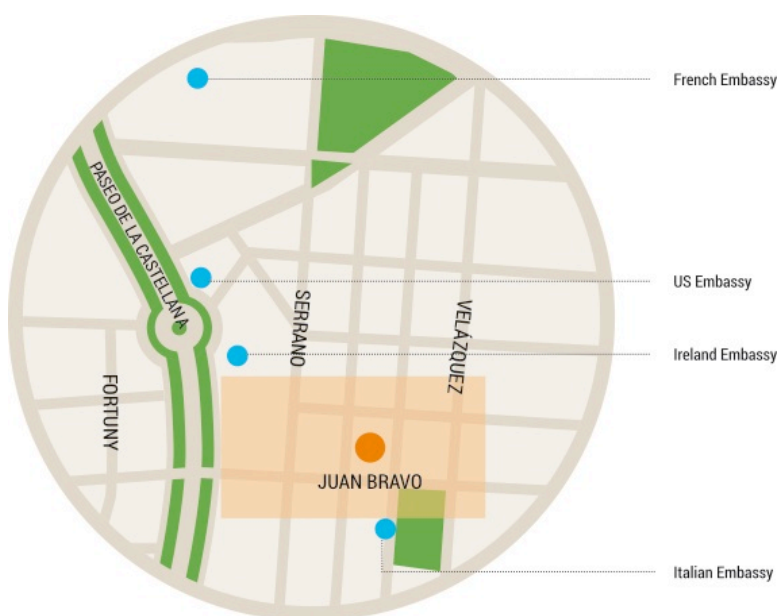 French Embassy
PASEO DE LA CASTELLANA
US Embassy
SERRANO
VELÁZQUEZ
Ireland Embassy
FORTUNY
JUAN BRAVO
Italian Embassy